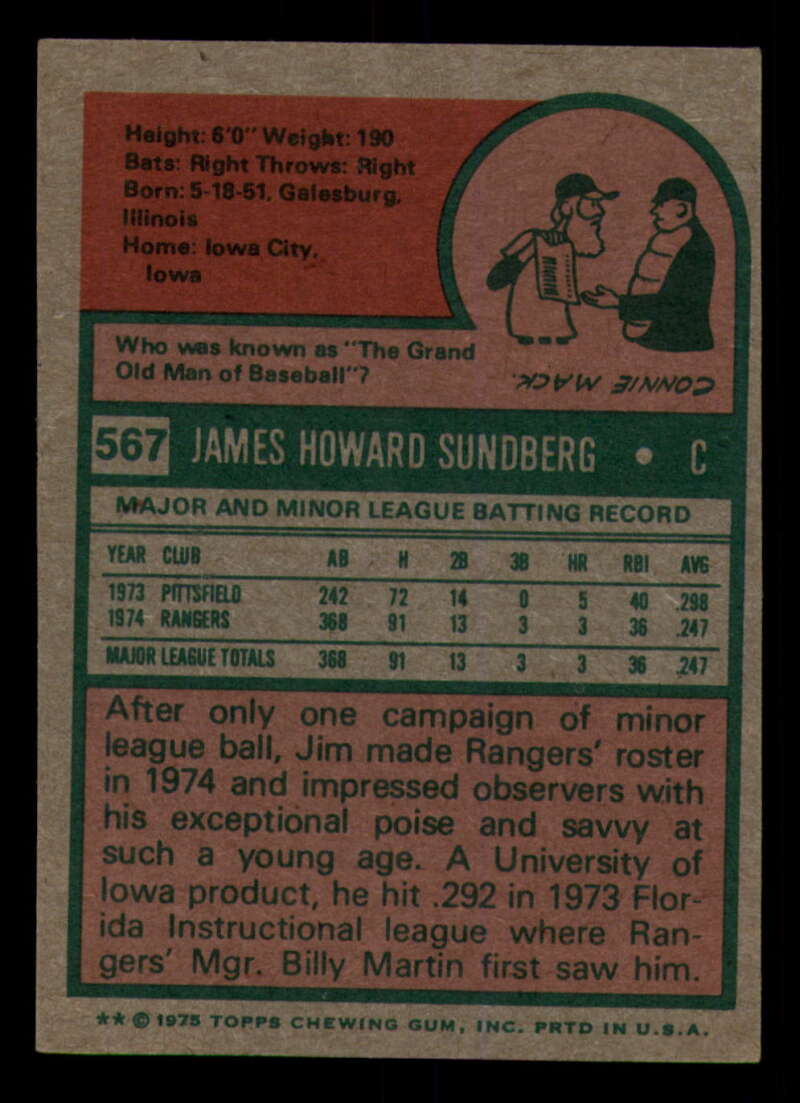 Height: 6'0" Weight: 190
Bats: Right Throws: Right
Born: 5-18-51, Galesburg,
Illinois
Home: Iowa City,
Iowa
Who was known as "The Grand
Old Man of Baseball"?
CONNIE MACK.
567 JAMES HOWARD SUNDBERG • C
MAJOR AND MINOR LEAGUE BATTING RECORD
YEAR CLUB AB H 2B 3B HR RBI AVG
1973 PITTSFIELD 242 72 14 0 5 40 .298
1974 RANGERS 368 91 13 3 3 36 .247
MAJOR LEAGUE TOTALS 368 91 13 3 3 36 .247
After only one campaign of minor
league ball, Jim made Rangers' roster
in 1974 and impressed observers with
his exceptional poise and savvy at
such a young age. A University of
Iowa product, he hit .292 in 1973 Flor-
ida Instructional league where Ran-
gers' Mgr. Billy Martin first saw him.
** © 1975 TOPPS CHEWING GUM, INC. PRTD IN U.S.A.